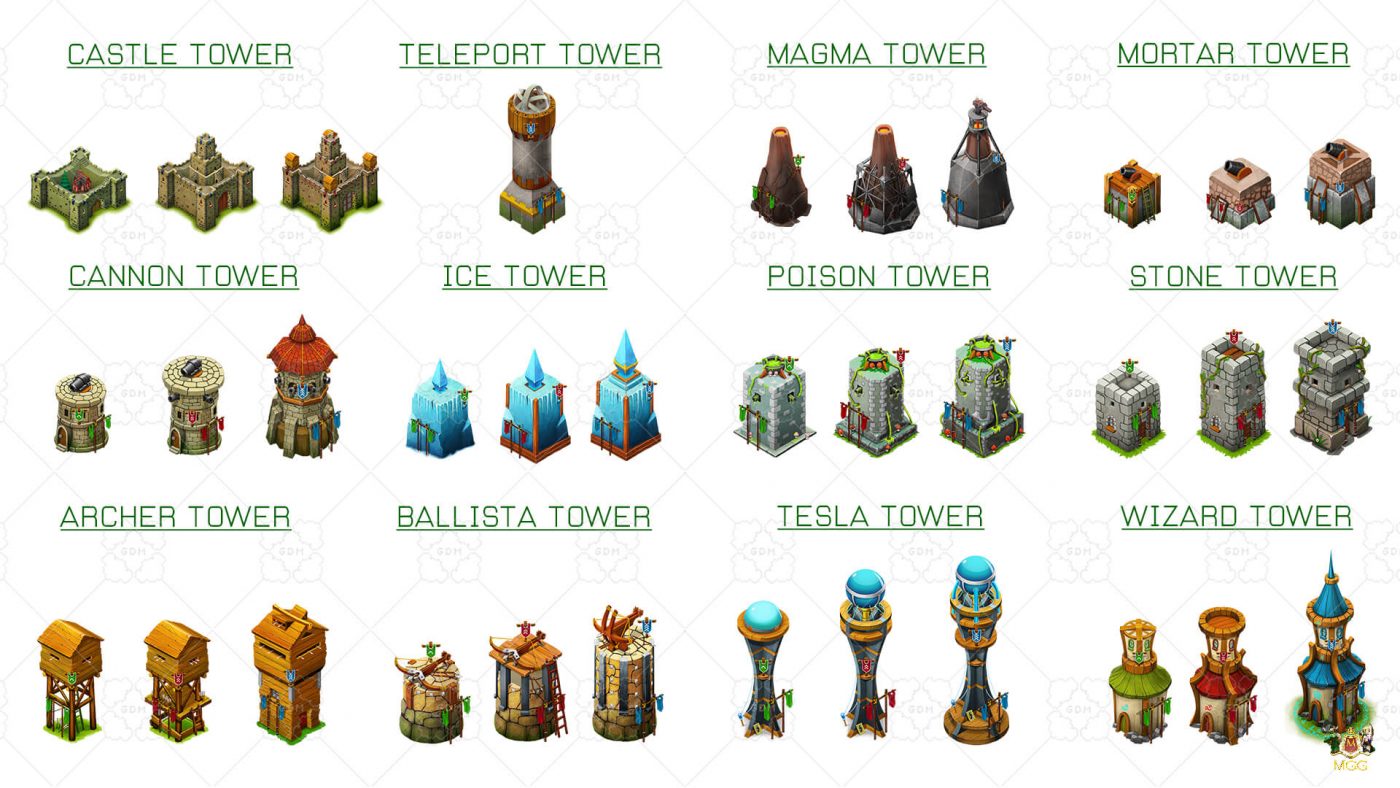 CASTLE TOWER
TELEPORT TOWER
MAGMA TOWER
MORTAR TOWER
CANNON TOWER
ICE TOWER
POISON TOWER
STONE TOWER
ARCHER TOWER
BALLISTA TOWER
TESLA TOWER
WIZARD TOWER
GDM
MGG